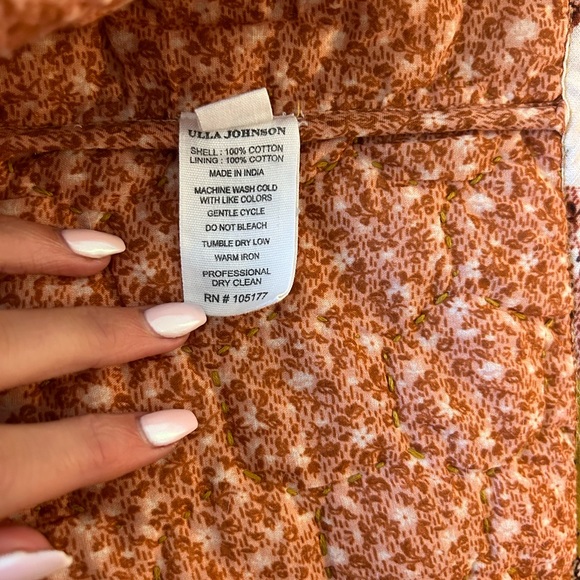 ULLA JOHNSON
SHELL : 100% COTTON
LINING : 100% COTTON
MADE IN INDIA
MACHINE WASH COLD
WITH LIKE COLORS
GENTLE CYCLE
DO NOT BLEACH
TUMBLE DRY LOW
WARM IRON
PROFESSIONAL
DRY CLEAN
RN # 105177